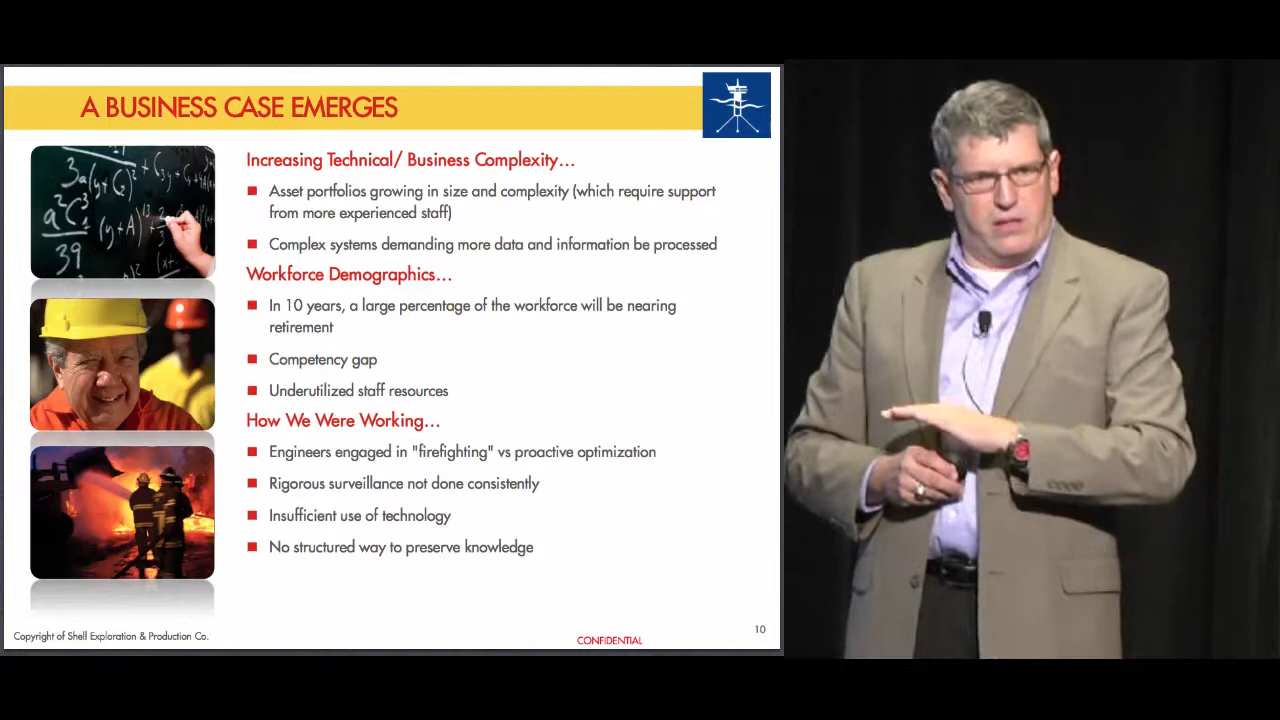 A BUSINESS CASE EMERGES
Increasing Technical/ Business Complexity...
Asset portfolios growing in size and complexity (which require support
from more experienced staff)
Complex systems demanding more data and information be processed
Workforce Demographics...
In 10 years, a large percentage of the workforce will be nearing
retirement
Competency gap
Underutilized staff resources
How We Were Working...
Engineers engaged in "firefighting" vs proactive optimization
Rigorous surveillance not done consistently
Insufficient use of technology
No structured way to preserve knowledge
3a(y+C
39
(y+A)
10
Copyright of Shell Exploration & Production Co.
CONFIDENTIAL